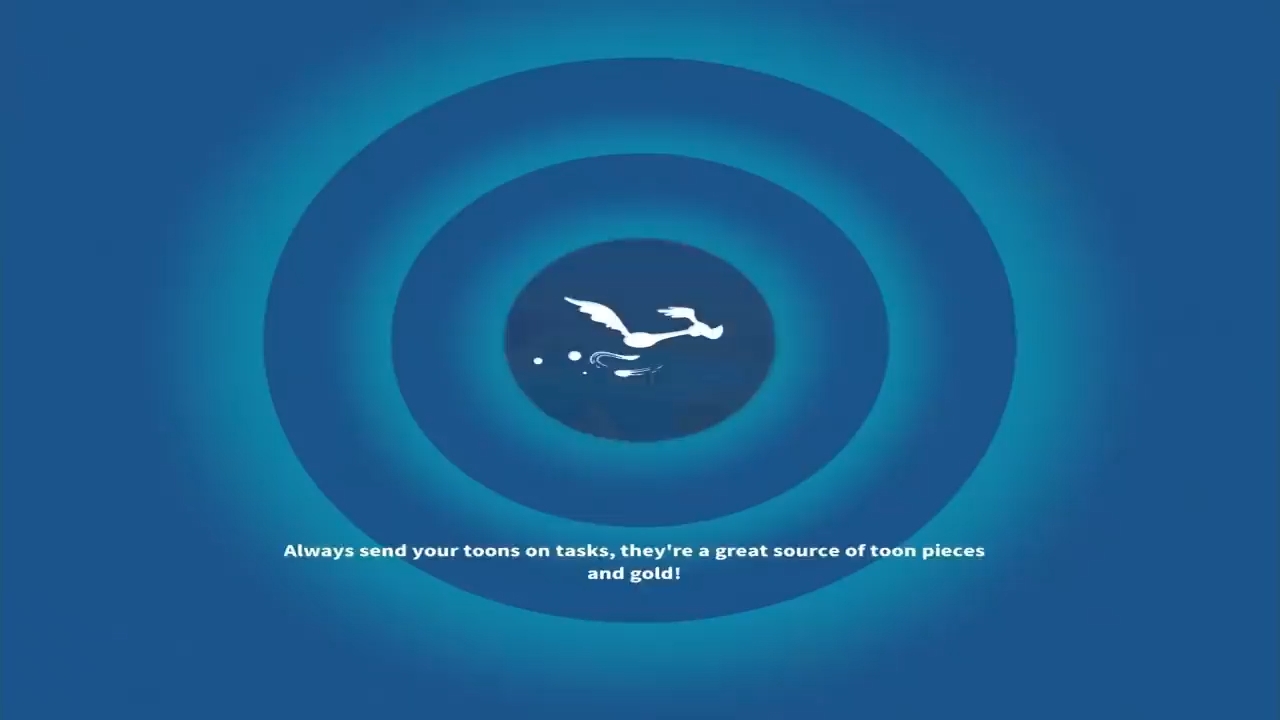 Always send your toons on tasks, they're a great source of toon pieces
and gold!